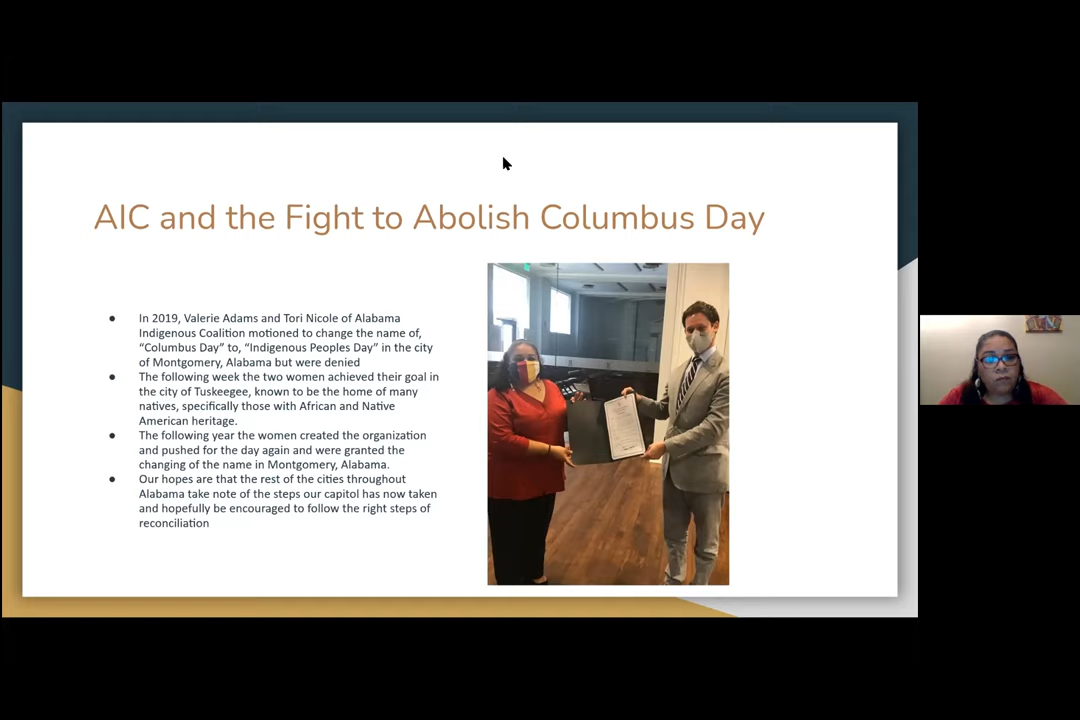 AIC and the Fight to Abolish Columbus Day
● In 2019, Valerie Adams and Tori Nicole of Alabama
Indigenous Coalition motioned to change the name of,
“Columbus Day” to, “Indigenous Peoples Day” in the city
of Montgomery, Alabama but were denied
● The following week the two women achieved their goal in
the city of Tuskeegee, known to be the home of many
natives, specifically those with African and Native
American heritage.
● The following year the women created the organization
and pushed for the day again and were granted the
changing of the name in Montgomery, Alabama.
● Our hopes are that the rest of the cities throughout
Alabama take note of the steps our capitol has now taken
and hopefully be encouraged to follow the right steps of
reconciliation